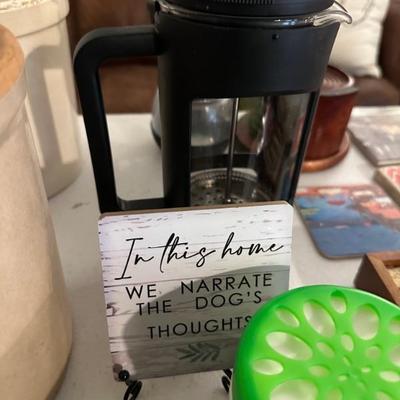 In this home
WE NARRATE
THE DOG'S
THOUGHTS